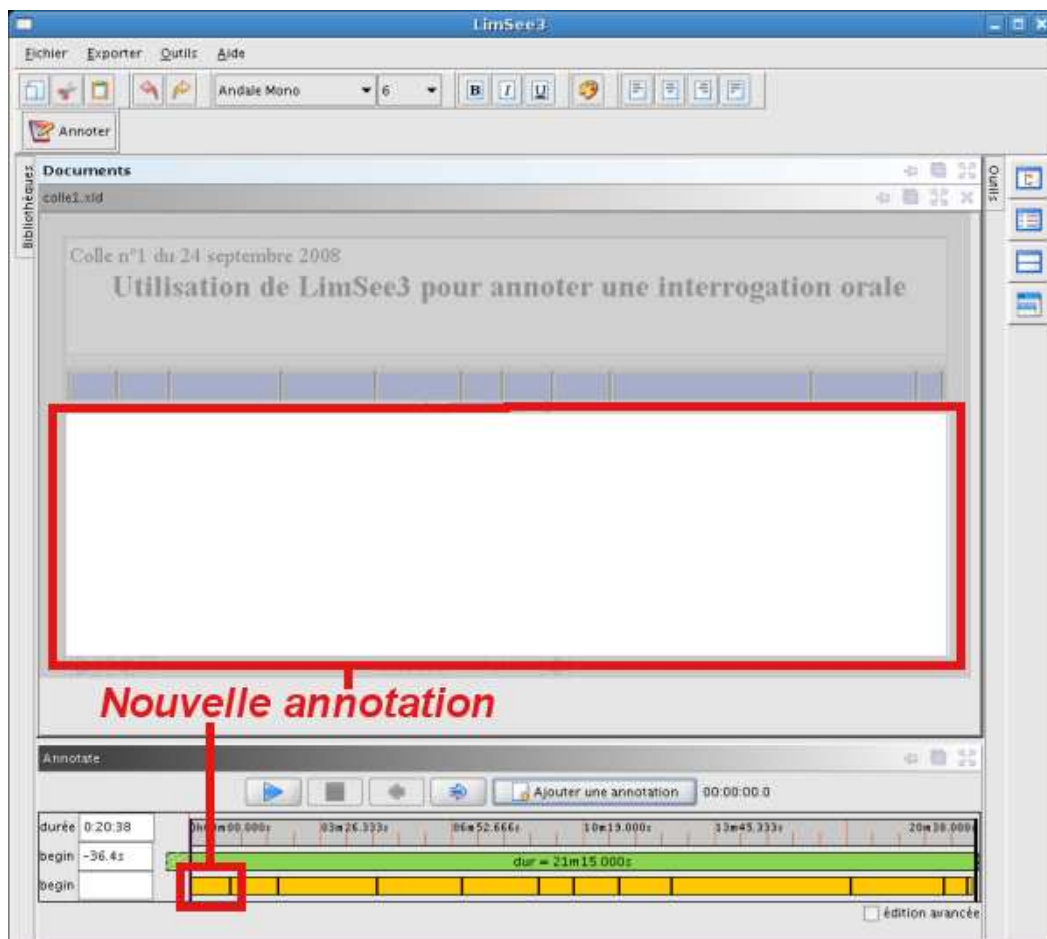 LimSee3
Fichier Exporter Outils Aide
Andale Mono 6 B I U
Annoter
Bibliothèques
Documents
Outils
colle1.xld
Colle n°1 du 24 septembre 2008
Utilisation de LimSee3 pour annoter une interrogation orale
Nouvelle annotation
Annotate
Ajouter une annotation 00:00:00.0
durée 0:20:38 0h00m00.000s 03m26.333s 06m52.666s 10m19.000s 13m45.333s 20m38.000s
begin -36.4s dur = 21m15.000s
begin
édition avancée